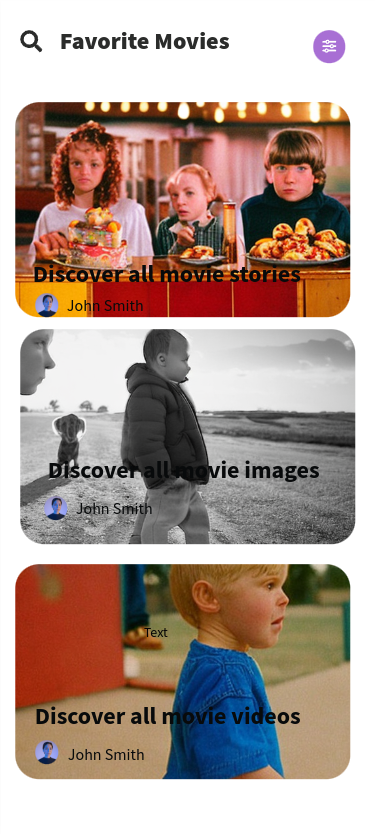 Favorite Movies
Discover all movie stories
John Smith
Discover all movie images
John Smith
Text
Discover all movie videos
John Smith